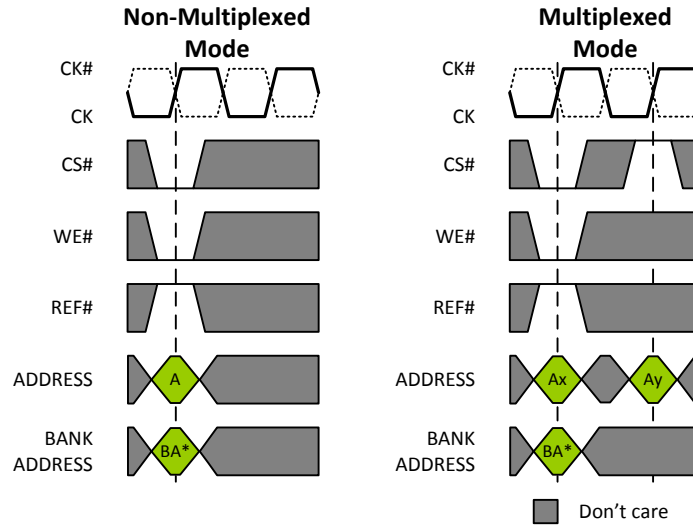 Non-Multiplexed
Mode
CK#
CK
CS#
WE#
REF#
ADDRESS
A
BANK
ADDRESS
BA*
Multiplexed
Mode
CK#
CK
CS#
WE#
REF#
ADDRESS
Ax
Ay
BANK
ADDRESS
BA*
Don't care